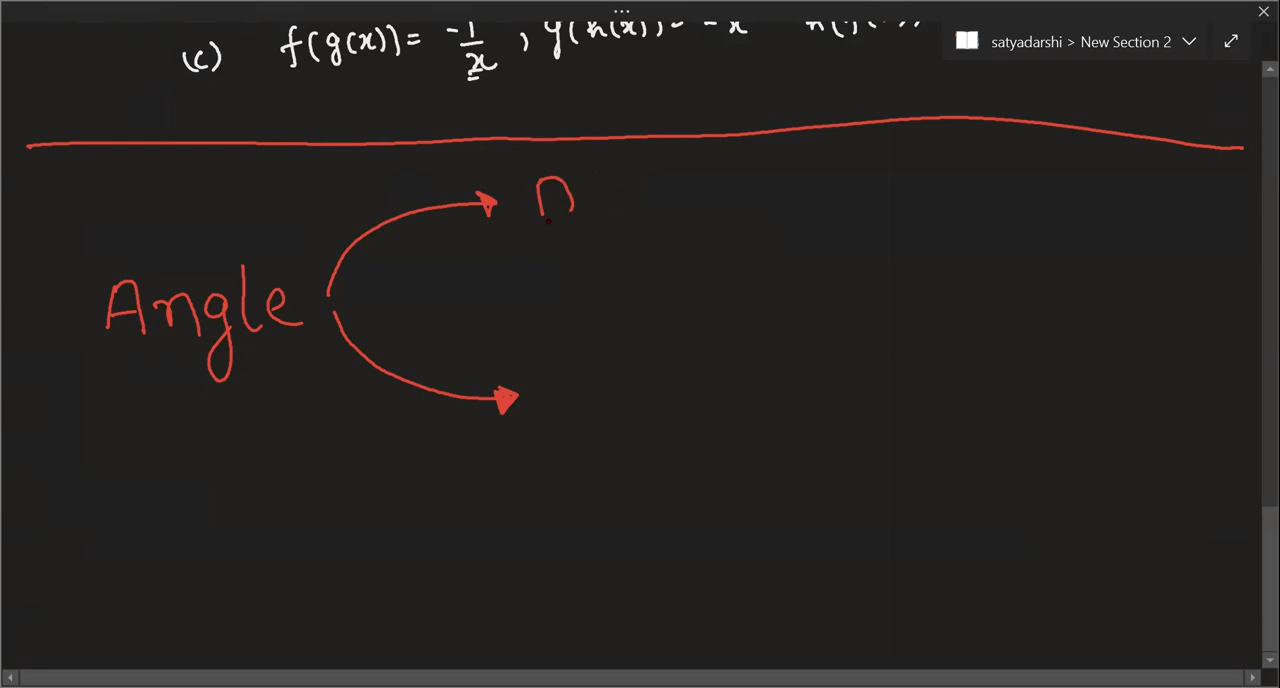 (c) f(g(x)) = -1/x ,
satyadarshi > New Section 2
Angle